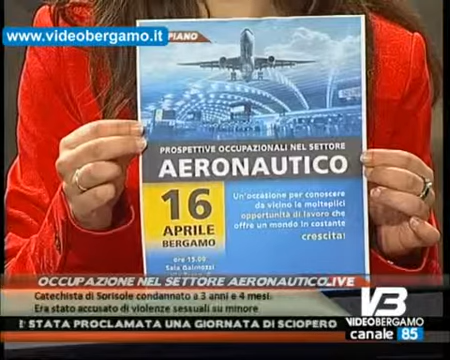 www.videobergamo.it
PIANO
PROSPETTIVE OCCUPAZIONALI NEL SETTORE
AERONAUTICO
16
APRILE
BERGAMO
ore 15.00
Sala Galmozzi
Un'occasione per conoscere
da vicino le molteplici
opportunità di lavoro che
offre un mondo in costante
crescita!
OCCUPAZIONE NEL SETTORE AERONAUTICO.IVE
Catechista di Sorisole condannato a 3 anni e 4 mesi.
Era stato accusato di violenze sessuali su minore
VB
VIDEOBERGAMO
canale 85
STATA PROCLAMATA UNA GIORNATA DI SCIOPERO